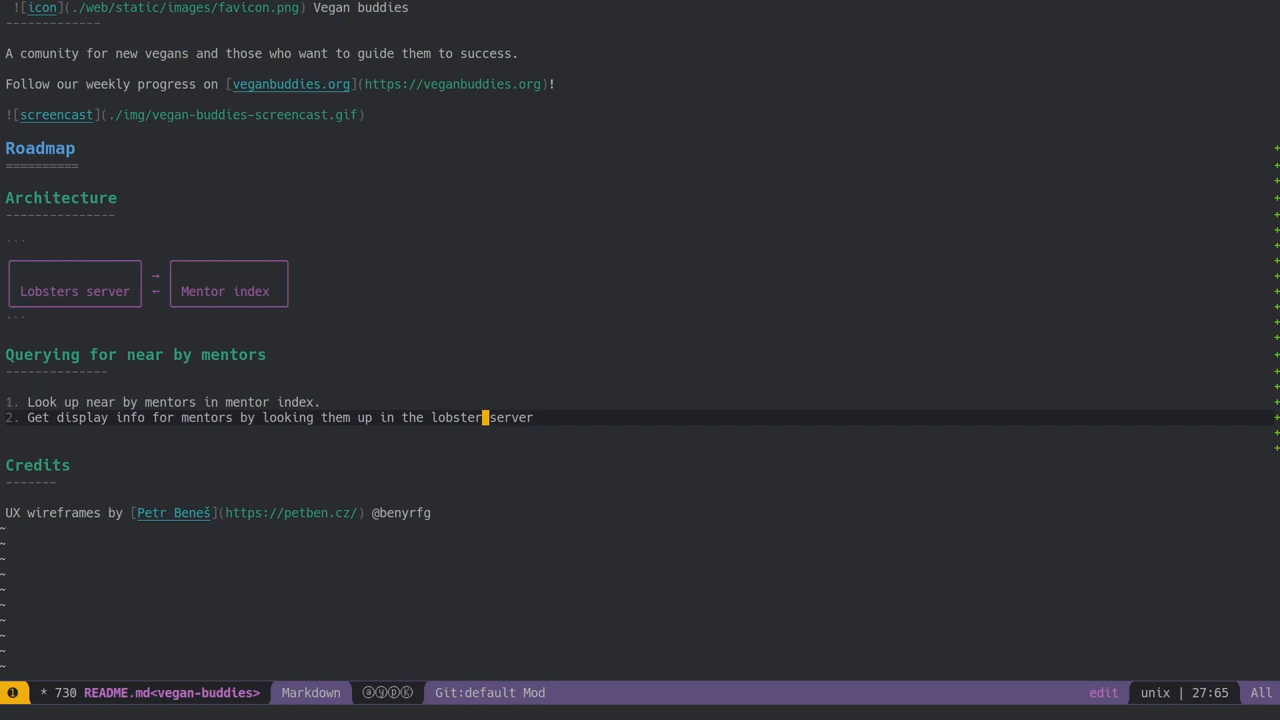 ![icon](./web/static/images/favicon.png) Vegan buddies
-------------
A comunity for new vegans and those who want to guide them to success.
Follow our weekly progress on [veganbuddies.org](https://veganbuddies.org)!
![screencast](./img/vegan-buddies-screencast.gif)
Roadmap
==========
Architecture
---------------
```
→
Lobsters server ← Mentor index
```
Querying for near by mentors
--------------
1. Look up near by mentors in mentor index.
2. Get display info for mentors by looking them up in the lobster server
Credits
-------
UX wireframes by [Petr Beneš](https://petben.cz/) @benyrfg
~
~
~
~
~
~
~
~
~
~
❶ * 730 README.md<vegan-buddies> Markdown ⓐⓨⓟⓀ Git:default Mod edit unix | 27:65 All